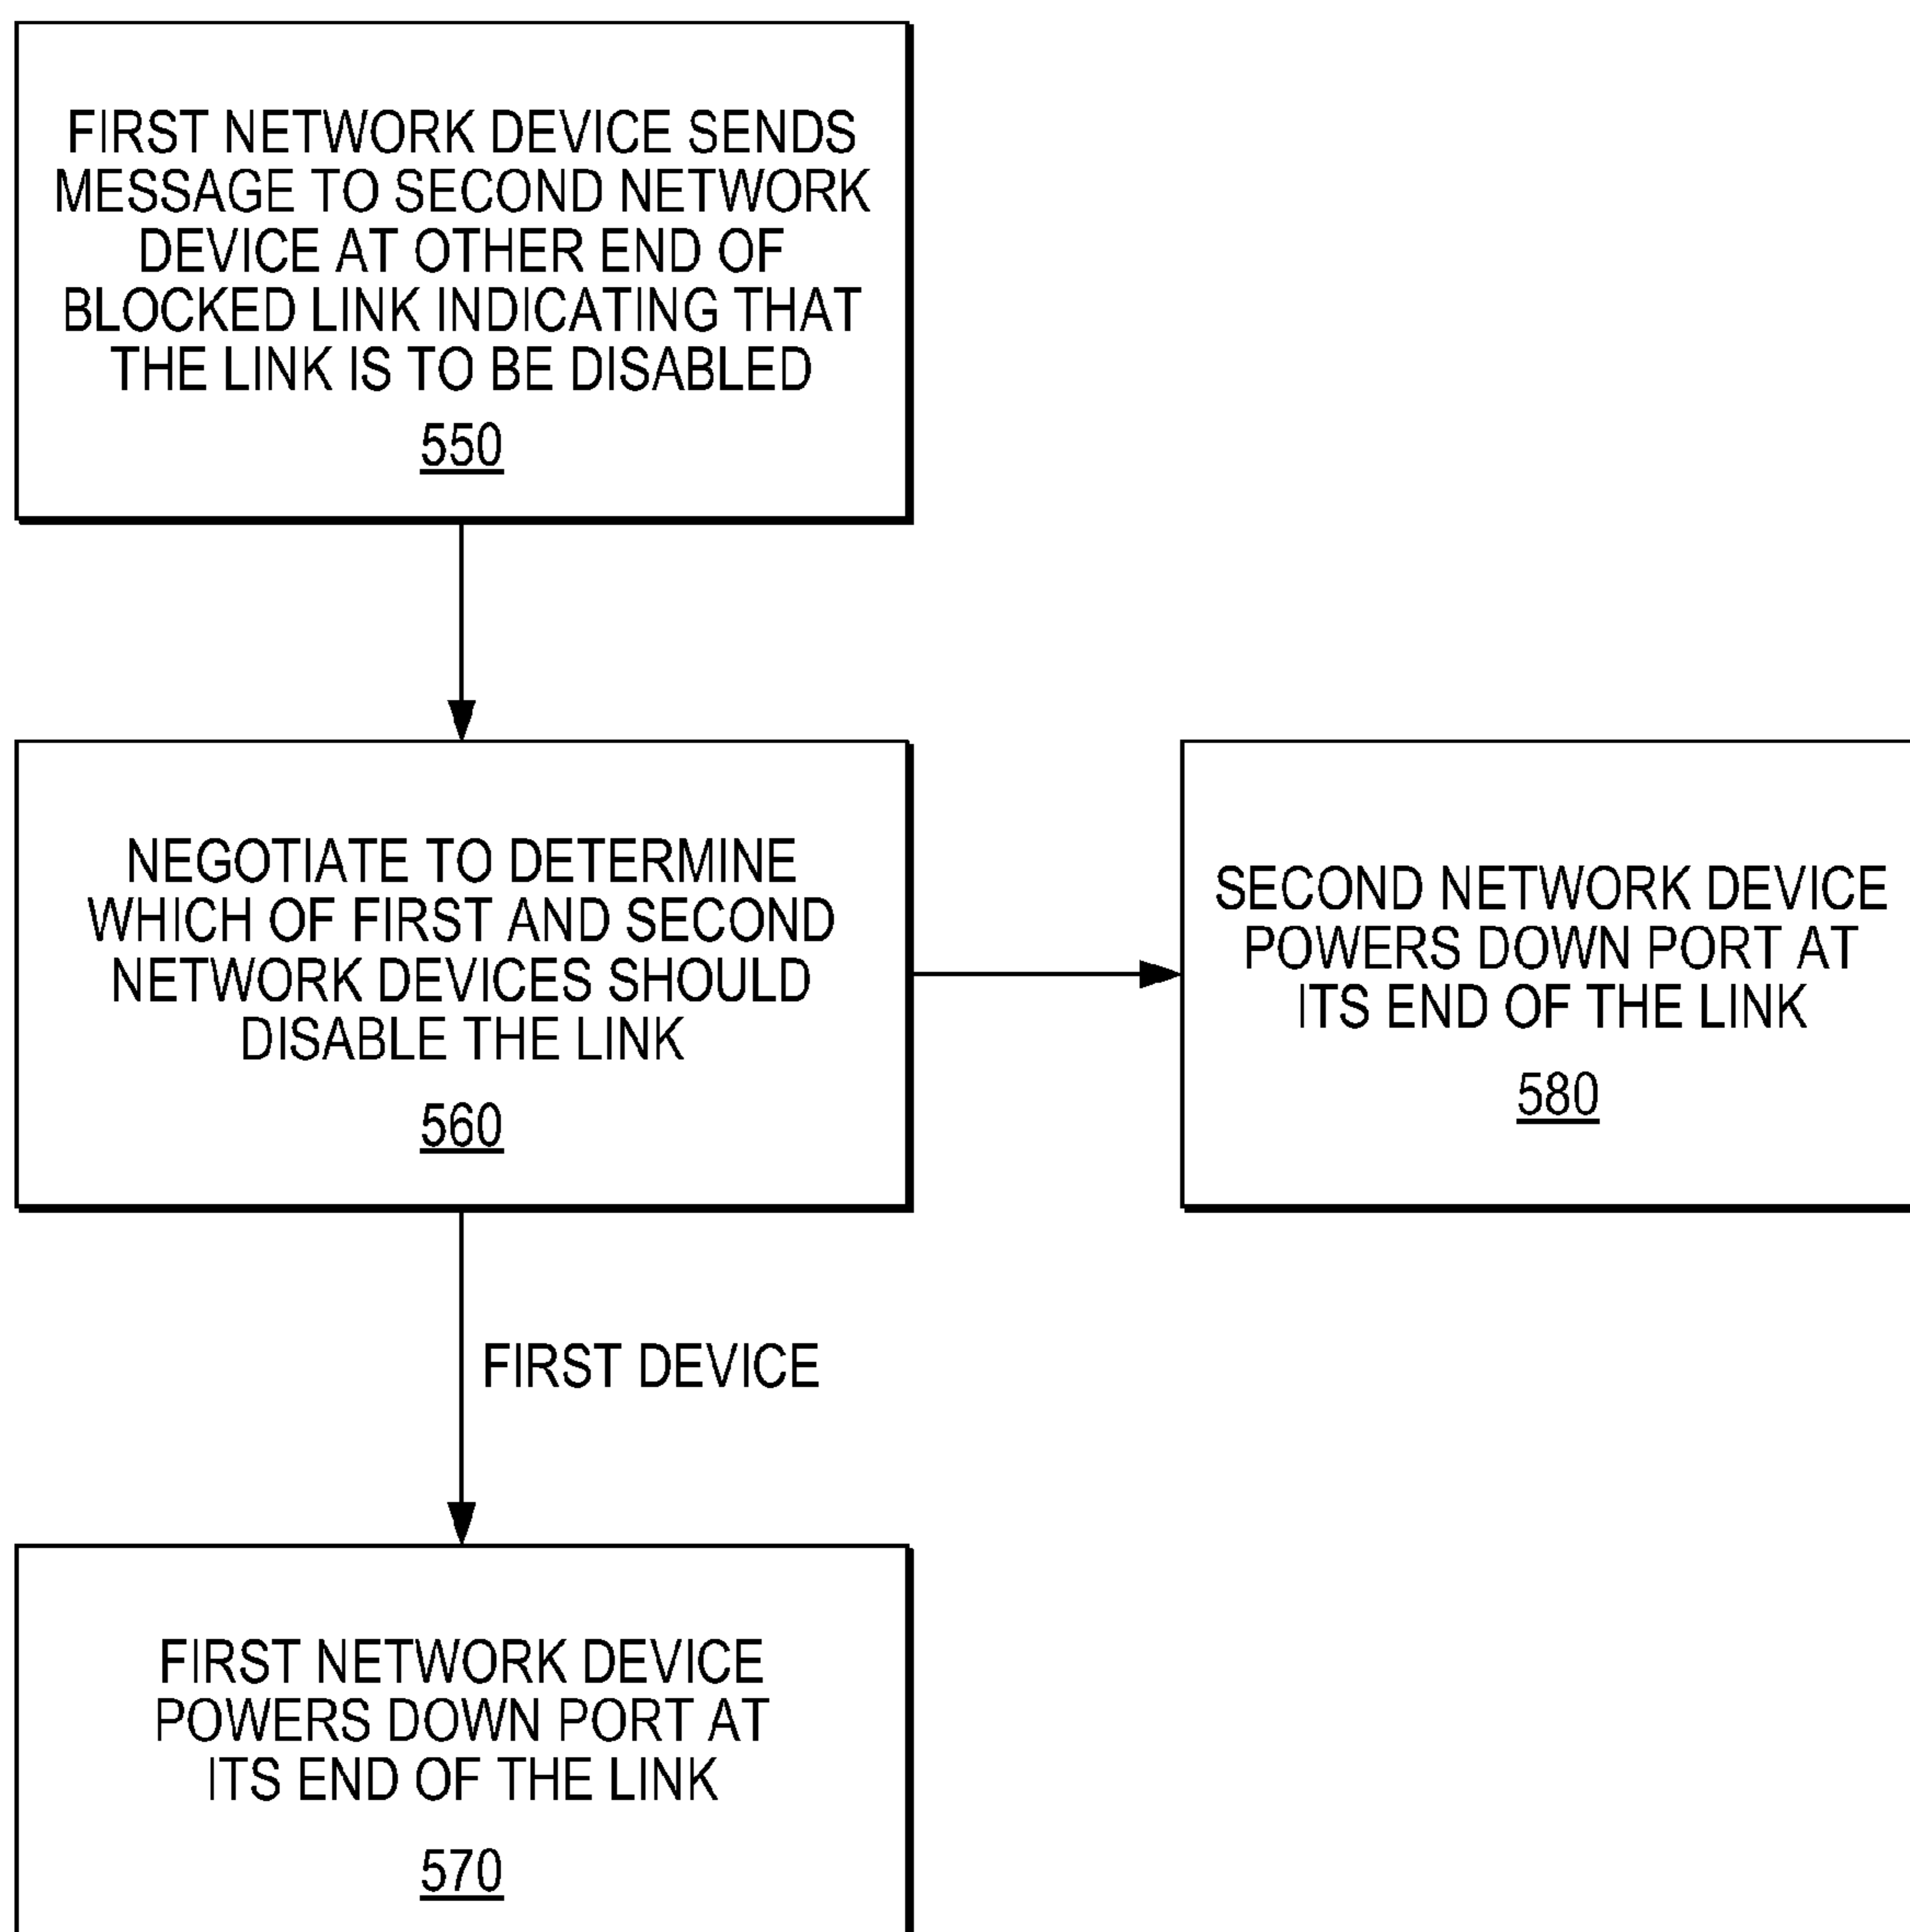 FIRST NETWORK DEVICE SENDS
MESSAGE TO SECOND NETWORK
DEVICE AT OTHER END OF
BLOCKED LINK INDICATING THAT
THE LINK IS TO BE DISABLED
550
NEGOTIATE TO DETERMINE
WHICH OF FIRST AND SECOND
NETWORK DEVICES SHOULD
DISABLE THE LINK
560
SECOND NETWORK DEVICE
POWERS DOWN PORT AT
ITS END OF THE LINK
580
FIRST DEVICE
FIRST NETWORK DEVICE
POWERS DOWN PORT AT
ITS END OF THE LINK
570